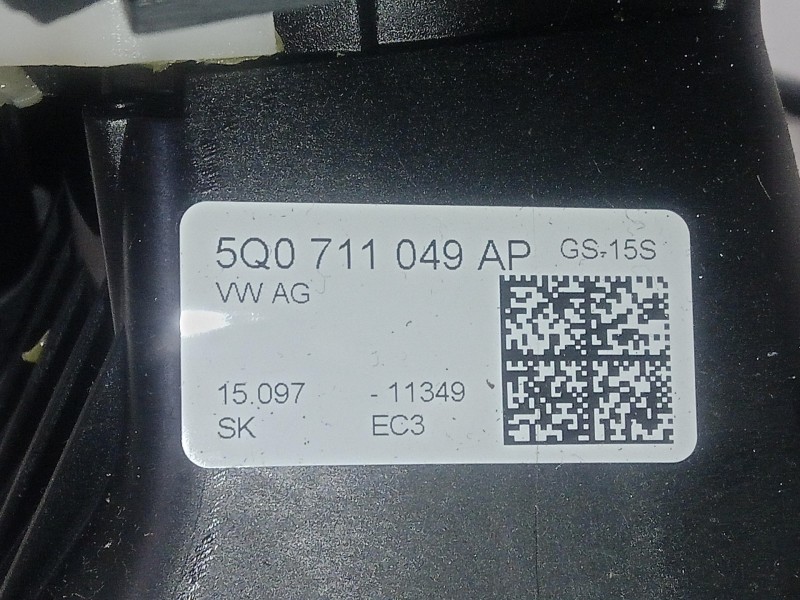 5Q0 711 049 AP GS-15S
VW AG
15.097 - 11349
SK EC3